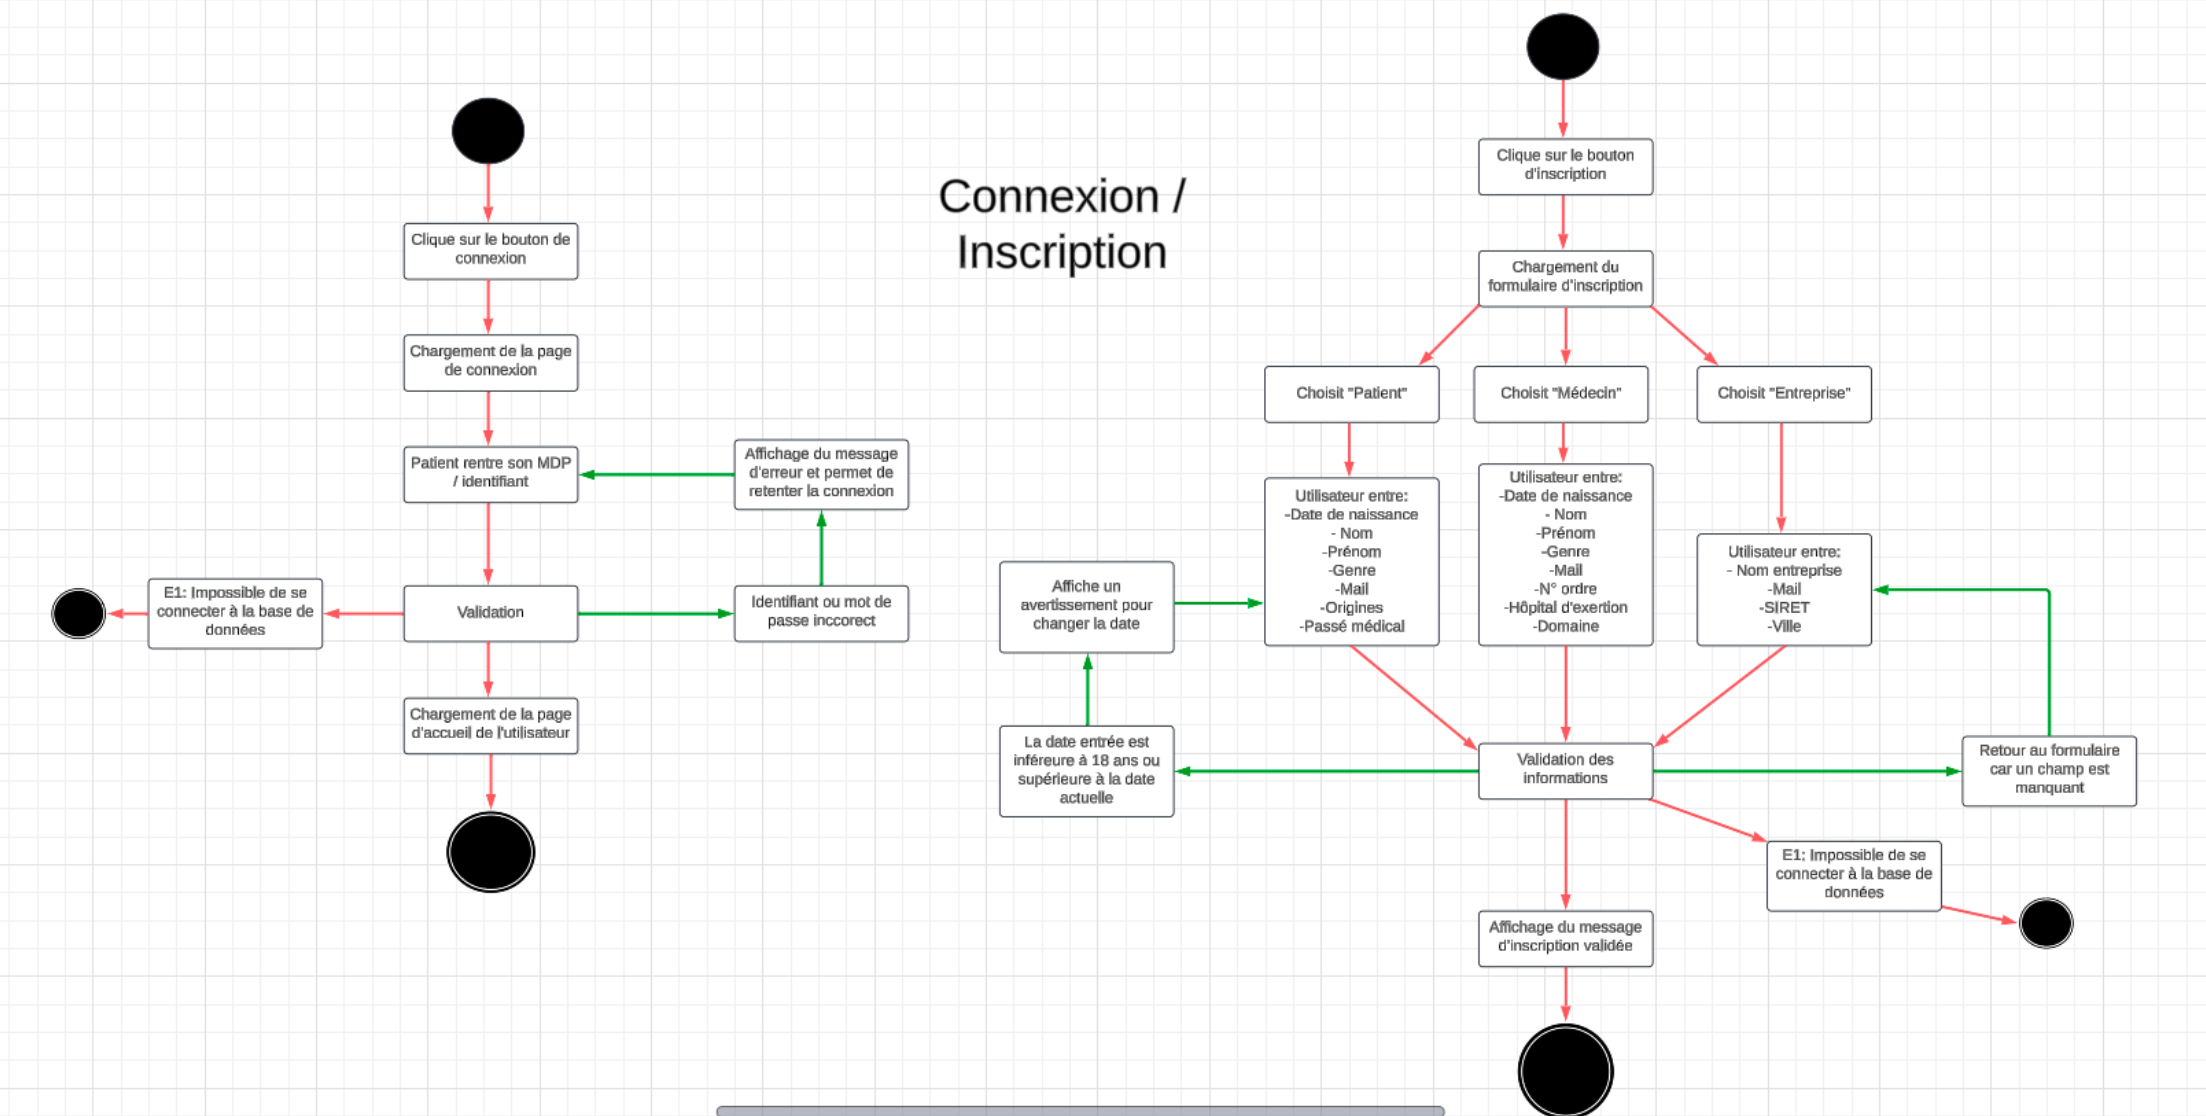 Connexion /
Inscription
Clique sur le bouton de
connexion
Chargement de la page
de connexion
Patient rentre son MDP
/ identifiant
Affichage du message
d'erreur et permet de
retenter la connexion
E1: Impossible de se
connecter à la base de
données
Validation
Identifiant ou mot de
passe inccorect
Chargement de la page
d'accueil de l'utilisateur
Clique sur le bouton
d'inscription
Chargement du
formulaire d'inscription
Choisit "Patient"
Choisit "Médecin"
Choisit "Entreprise"
Utilisateur entre:
-Date de naissance
- Nom
-Prénom
-Genre
-Mail
-Origines
-Passé médical
Utilisateur entre:
-Date de naissance
- Nom
-Prénom
-Genre
-Mail
-N° ordre
-Hôpital d'exertion
-Domaine
Utilisateur entre:
- Nom entreprise
-Mail
-SIRET
-Ville
Affiche un
avertissement pour
changer la date
La date entrée est
inféreure à 18 ans ou
supérieure à la date
actuelle
Validation des
informations
Retour au formulaire
car un champ est
manquant
E1: Impossible de se
connecter à la base de
données
Affichage du message
d'inscription validée